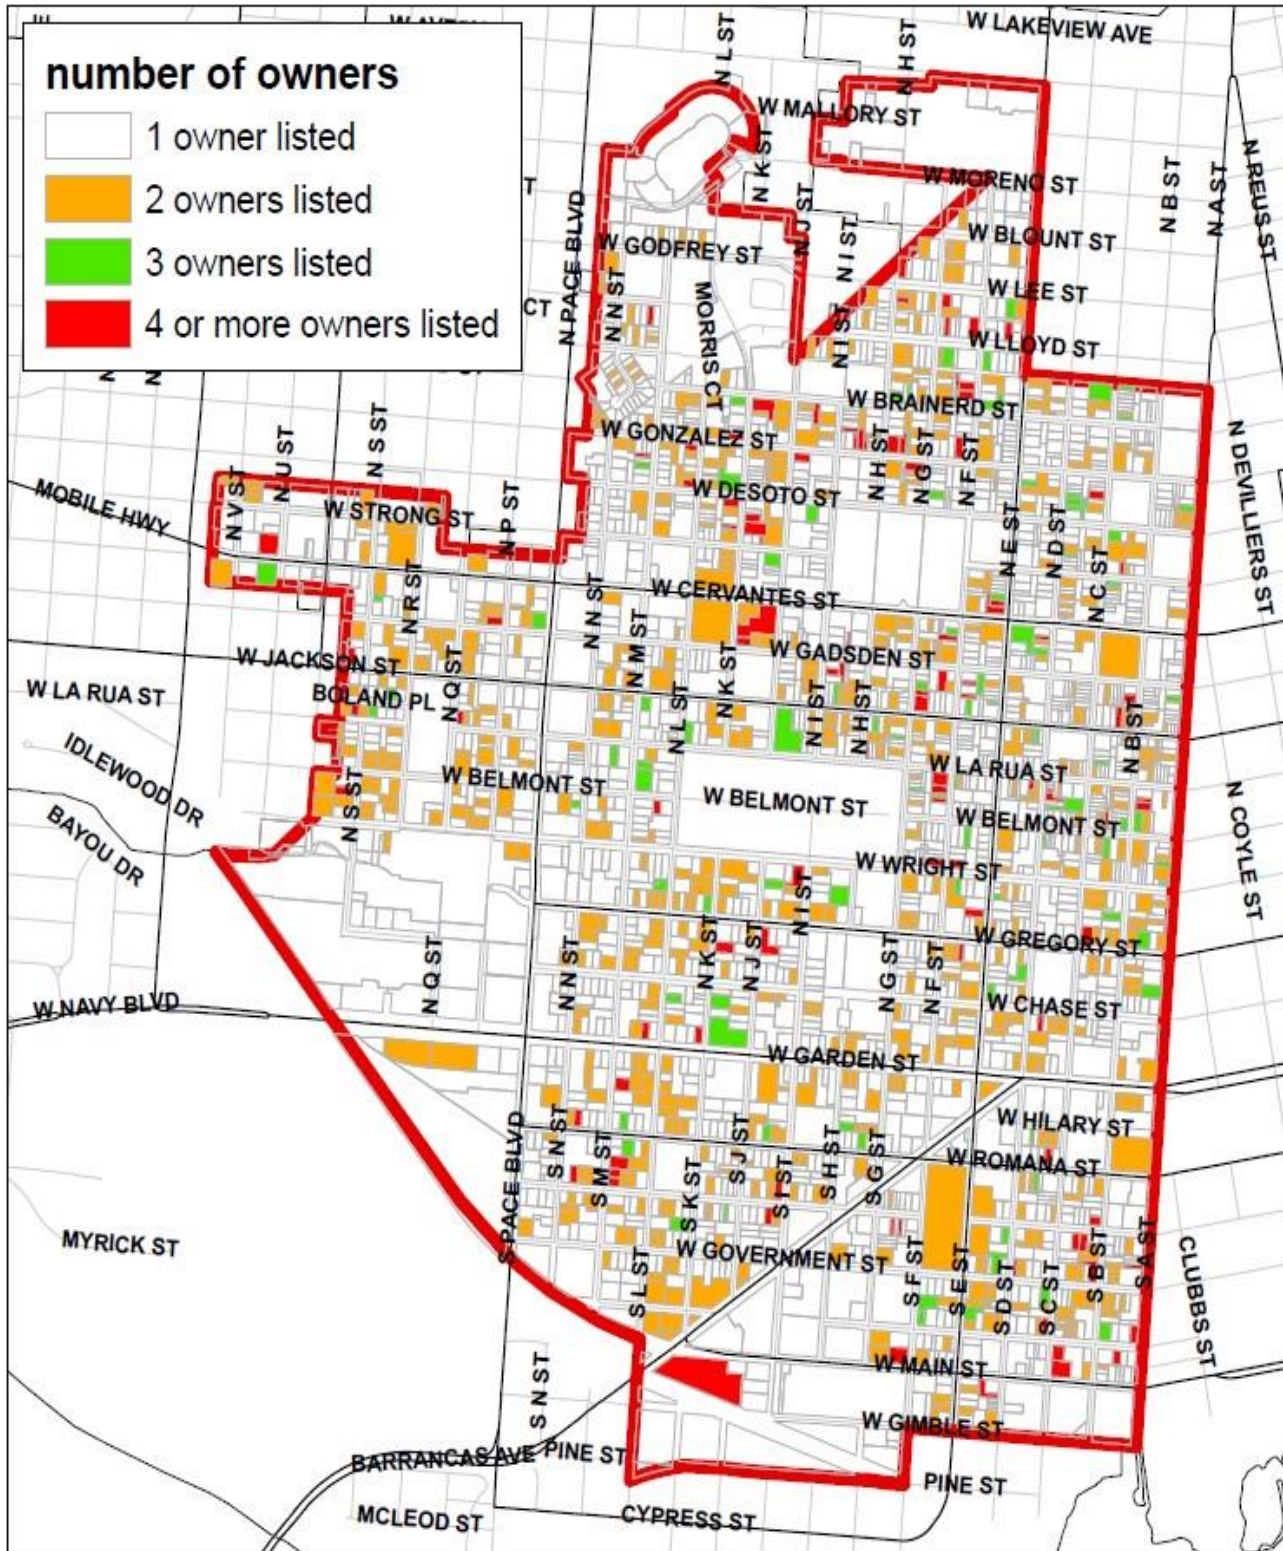 W LAKEVIEW AVE
number of owners
1 owner listed
2 owners listed
3 owners listed
4 or more owners listed
N L ST
N H ST
W MALLORY ST
N K ST
W MORENO ST
N B ST
N A ST
N REUS ST
T
N PACE BLVD
N J ST
N I ST
W BLOUNT ST
W GODFREY ST
W LEE ST
CT
N N ST
MORRIS CT
N I ST
W LLOYD ST
W BRAINERD ST
W GONZALEZ ST
N S ST
N U ST
N V ST
N H ST
N G ST
N F ST
N DEVILLIERS ST
MOBILE HWY
W STRONG ST
N P ST
W DESOTO ST
N E ST
N D ST
N C ST
N R ST
W CERVANTES ST
N N ST
N M ST
W JACKSON ST
W GADSDEN ST
N Q ST
N K ST
W LA RUA ST
BOLAND PL
N L ST
N I ST
N H ST
N B ST
IDLEWOOD DR
W BELMONT ST
W LA RUA ST
N S ST
W BELMONT ST
W BELMONT ST
N COYLE ST
BAYOU DR
W WRIGHT ST
N I ST
W GREGORY ST
N Q ST
N N ST
N K ST
N J ST
N G ST
N F ST
W NAVY BLVD
W CHASE ST
W GARDEN ST
W HILARY ST
S PACE BLVD
S N ST
S M ST
S J ST
S H ST
S G ST
W ROMANA ST
S K ST
S I ST
MYRICK ST
W GOVERNMENT ST
S L ST
S F ST
S E ST
S D ST
S C ST
S B ST
S A ST
CLUBBS ST
S N ST
W MAIN ST
W GIMBLE ST
BARRANCAS AVE
PINE ST
PINE ST
MCLEOD ST
CYPRESS ST